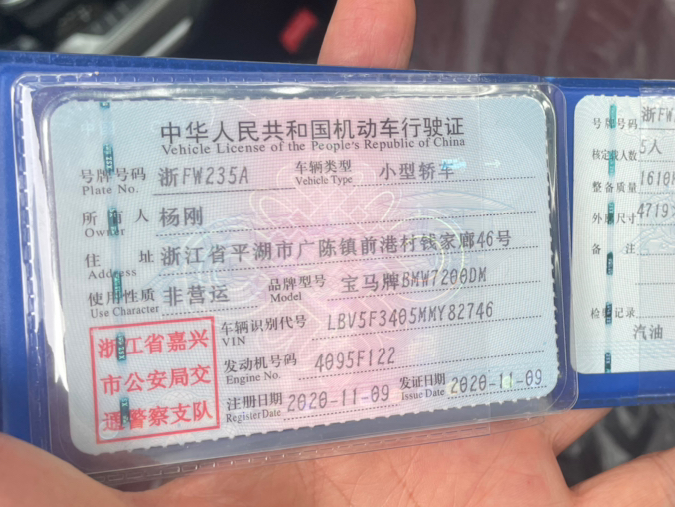 中华人民共和国机动车行驶证
Vehicle License of the People's Republic of China
号牌号码 浙FW235A 车辆类型 小型轿车
Plate No. Vehicle Type
所有人 杨刚
Owner
住址 浙江省平湖市广陈镇前港村钱家廊46号
Address
使用性质 非营运 品牌型号 宝马牌BMW7200DM
Use Character Model
车辆识别代号 LBV5F3405MMY82746
VIN
发动机号码 4095F122
Engine No.
注册日期 2020-11-09 发证日期 2020-11-09
Register Date Issue Date
浙江省嘉兴
市公安局交
通警察支队
号牌号码 浙FW
核定载人数 5人
整备质量 1610
外廓尺寸 4719
备注
检验记录
汽油